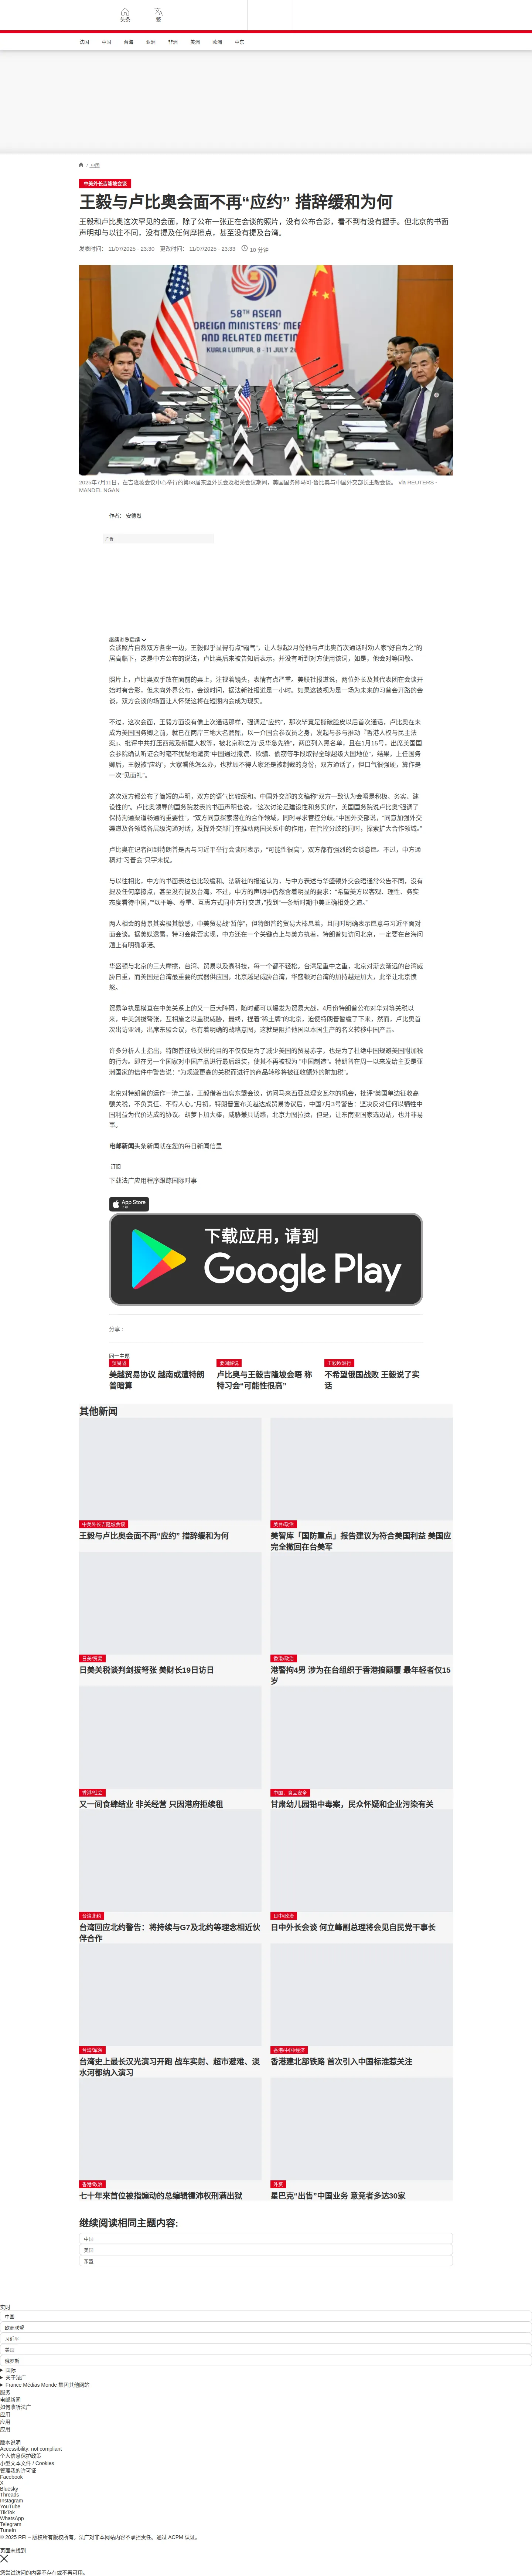 头条
繁
法国
中国
台海
亚洲
非洲
美洲
欧洲
中东
/ 中国
中美外长吉隆坡会谈
王毅与卢比奥会面不再“应约” 措辞缓和为何
王毅和卢比奥这次罕见的会面，除了公布一张正在会谈的照片，没有公布合影，看不到有没有握手。但北京的书面
声明却与以往不同，没有提及任何摩擦点，甚至没有提及台湾。
发表时间： 11/07/2025 - 23:30 更改时间： 11/07/2025 - 23:33 10 分钟
58TH ASEAN
FOREIGN MINISTERS'
AND RELATED MEETING
KUALA LUMPUR, 8 - 11 JULY 2
2025年7月11日，在吉隆坡会议中心举行的第58届东盟外长会及相关会议期间，美国国务卿马可·鲁比奥与中国外交部长王毅会谈。 via REUTERS -
MANDEL NGAN
作者： 安德烈
广告
继续浏览后续
会谈照片自然双方各坐一边，王毅似乎显得有点“霸气”，让人想起2月份他与卢比奥首次通话时劝人家“好自为之”的
居高临下，这是中方公布的说法，卢比奥后来被告知后表示，并没有听到对方使用该词，如是，他会对等回敬。
照片上，卢比奥双手放在面前的桌上，注视着镜头，表情有点严重。美联社报道说，两位外长及其代表团在会谈开
始时有合影，但未向外界公布，会谈时间，据法新社报道是一小时。如果这被视为是一场为未来的习普会开路的会
谈，双方会谈的场面让人怀疑这将在短期内会成为现实。
不过，这次会面，王毅方面没有像上次通话那样，强调是“应约”，那次毕竟是撕破脸皮以后首次通话，卢比奥在未
成为美国国务卿之前，就已在两岸三地大名鼎鼎，以一介国会参议员之身，发起与参与推动『香港人权与民主法
案』、批评中共打压西藏及新疆人权等，被北京称之为“反华急先锋”，两度列入黑名单，且在1月15号，出席美国国
会参院确认听证会时毫不犹疑地谴责“中国通过撒谎、欺骗、偷窃等手段取得全球超级大国地位”，结果，上任国务
卿后，王毅被“应约”，大家看他怎么办，也就顾不得人家还是被制裁的身份，双方通话了，但口气很强硬，算作是
一次“见面礼”。
这次双方都公布了简短的声明，双方的语气比较缓和。中国外交部的文稿称“双方一致认为会晤是积极、务实、建
设性的”。卢比奥领导的国务院发表的书面声明也说，“这次讨论是建设性和务实的”，美国国务院说卢比奥“强调了
保持沟通渠道畅通的重要性”，“双方同意探索潜在的合作领域，同时寻求管控分歧。”中国外交部说，“同意加强外交
渠道及各领域各层级沟通对话，发挥外交部门在推动两国关系中的作用，在管控分歧的同时，探索扩大合作领域。”
卢比奥在记者问到特朗普是否与习近平举行会谈时表示，“可能性很高”，双方都有强烈的会谈意愿。不过，中方通
稿对“习普会”只字未提。
与以往相比，中方的书面表达也比较缓和。法新社的报道认为，与中方表述与华盛顿外交会晤通常公告不同，没有
提及任何摩擦点，甚至没有提及台湾。不过，中方的声明中仍然含着明显的要求：“希望美方以客观、理性、务实
态度看待中国，”“以平等、尊重、互惠方式同中方打交道，”找到“一条新时期中美正确相处之道。”
两人相会的背景其实极其敏感，中美贸易战“暂停”，但特朗普的贸易大棒悬着，且同时明确表示愿意与习近平面对
面会谈。据美媒透露，特习会能否实现，中方还在一个关键点上与美方执着，特朗普如访问北京，一定要在台海问
题上有明确承诺。
华盛顿与北京的三大摩擦，台湾、贸易以及高科技，每一个都不轻松。台湾是重中之重，北京对渐去渐远的台湾威
胁日重，而美国是台湾最重要的武器供应国，北京越是威胁台湾，华盛顿对台湾的加持越是加大，此举让北京愤
怒。
贸易争执是横亘在中美关系上的又一巨大障碍，随时都可以爆发为贸易大战，4月份特朗普公布对华对等关税以
来，中美剑拔弩张，互相施之以重税威胁，最终，捏着“稀土牌”的北京，迫使特朗普暂缓了下来，然而，卢比奥首
次出访亚洲，出席东盟会议，也有着明确的战略意图，这就是阻拦他国以本国生产的名义转移中国产品。
许多分析人士指出，特朗普征收关税的目的不仅仅是为了减少美国的贸易赤字，也是为了杜绝中国规避美国附加税
的行为。即在另一个国家对中国产品进行最后组装，使其不再被视为 “中国制造”。特朗普在周一以来发给主要是亚
洲国家的信件中警告说：“为规避更高的关税而进行的商品转移将被征收额外的附加税”。
北京对特朗普的运作一清二楚，王毅借着出席东盟会议，访问马来西亚总理安瓦尔的机会，批评“美国单边征收高
额关税，不负责任、不得人心。”月初，特朗普宣布美越达成贸易协议后，中国7月3号警告：坚决反对任何以牺牲中
国利益为代价达成的协议。胡萝卜加大棒，威胁兼具诱惑，北京力图拉拢，但是，让东南亚国家选边站，也并非易
事。
电邮新闻头条新闻就在您的每日新闻信里
订阅
下载法广应用程序跟踪国际时事
App Store
下载
下载应用，请到
Google Play
分享 :
同一主题
贸易战
美越贸易协议 越南或遭特朗
普暗算
要闻解说
卢比奥与王毅吉隆坡会晤 称
特习会“可能性很高”
王毅欧洲行
不希望俄国战败 王毅说了实
话
其他新闻
中美外长吉隆坡会谈
王毅与卢比奥会面不再“应约” 措辞缓和为何
美台/政治
美智库「国防重点」报告建议为符合美国利益 美国应
完全撤回在台美军
日美/贸易
日美关税谈判剑拔弩张 美财长19日访日
香港/政治
港警拘4男 涉为在台组织于香港搞颠覆 最年轻者仅15
岁
香港/社会
又一间食肆结业 非关经营 只因港府拒续租
中国、食品安全
甘肃幼儿园铅中毒案，民众怀疑和企业污染有关
台湾北约
台湾回应北约警告：将持续与G7及北约等理念相近伙
伴合作
日中/政治
日中外长会谈 何立峰副总理将会见自民党干事长
台湾/军演
台湾史上最长汉光演习开跑 战车实射、超市避难、淡
水河都纳入演习
香港/中国/经济
香港建北部铁路 首次引入中国标准惹关注
香港/政治
七十年来首位被指煽动的总编辑锺沛权刑满出狱
外资
星巴克“出售”中国业务 意竞者多达30家
继续阅读相同主题内容:
中国
美国
东盟
实时
中国
欧洲联盟
习近平
美国
俄罗斯
国际
关于法广
France Médias Monde 集团其他网站
服务
电邮新闻
如何收听法广
应用
应用
应用
版本说明
Accessibility: not compliant
个人信息保护政策
小型文本文件 / Cookies
管理我的许可证
Facebook
X
Bluesky
Threads
Instagram
YouTube
TikTok
WhatsApp
Telegram
TuneIn
© 2025 RFI – 版权所有版权所有。法广对非本网站内容不承担责任。通过 ACPM 认证。
页面未找到
您尝试访问的内容不存在或不再可用。